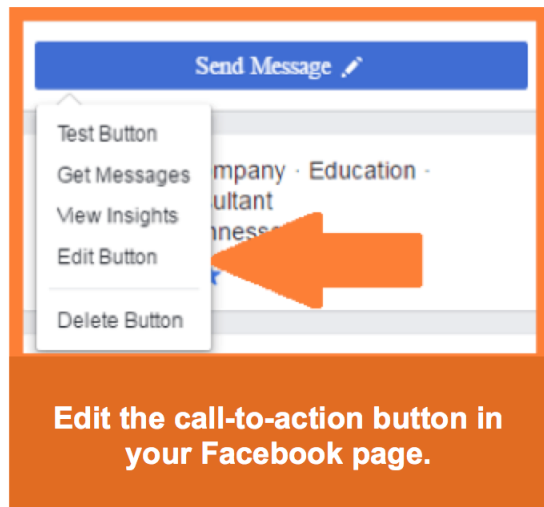 Send Message
Test Button
Get Messages
View Insights
Edit Button
Delete Button
Education ·
Edit the call-to-action button in
your Facebook page.